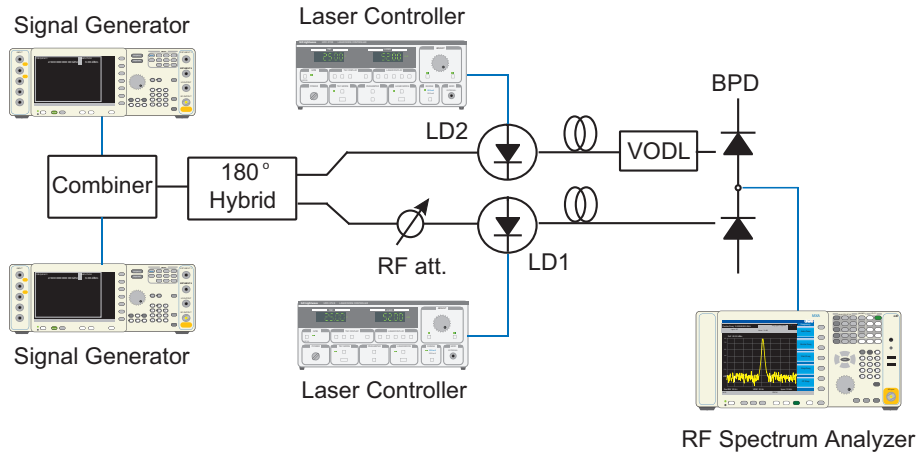 Signal Generator
Laser Controller
BPD
LD2
VODL
Combiner
180°
Hybrid
RF att.
LD1
Signal Generator
Laser Controller
RF Spectrum Analyzer